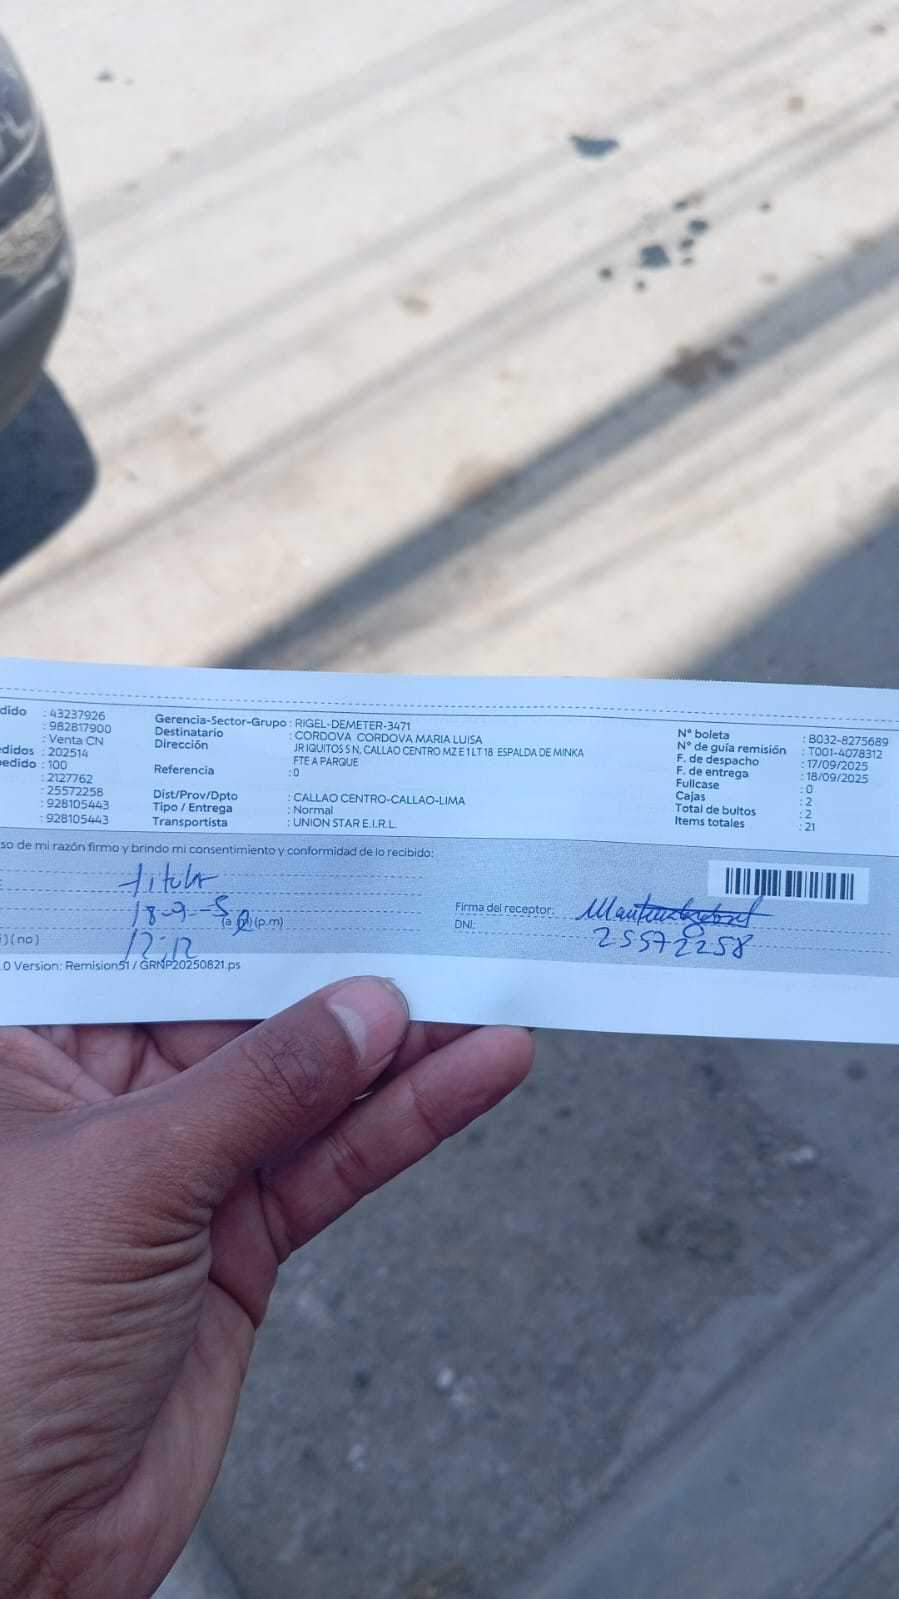 dido : 43237926
: 982817900
: Venta CN
edidos : 202514
pedido : 100
: 2127762
: 25572258
: 928105443
: 928105443
Gerencia-Sector-Grupo : RIGEL-DEMETER-3471
Destinatario : CORDOVA CORDOVA MARIA LUISA
Dirección JR IQUITOS S N, CALLAO CENTRO MZ E 1 LT 18 ESPALDA DE MINKA
FTE A PARQUE
Referencia : 0
Dist/Prov/Dpto : CALLAO CENTRO-CALLAO-LIMA
Tipo / Entrega : Normal
Transportista : UNION STAR E.I.R.L.
N° boleta : B032-8275689
N° de guía remisión : T001-4078312
F. de despacho : 17/09/2025
F. de entrega : 18/09/2025
Fullcase : 0
Cajas : 2
Total de bultos : 2
Items totales : 21
so de mi razón firmo y brindo mi consentimiento y conformidad de lo recibido:
titular
18-9-5
(a.m) (p.m)
) ( no )
12:12
Firma del receptor:
DNI: 25572258
.0 Version: Remision51 / GRNP20250821.ps